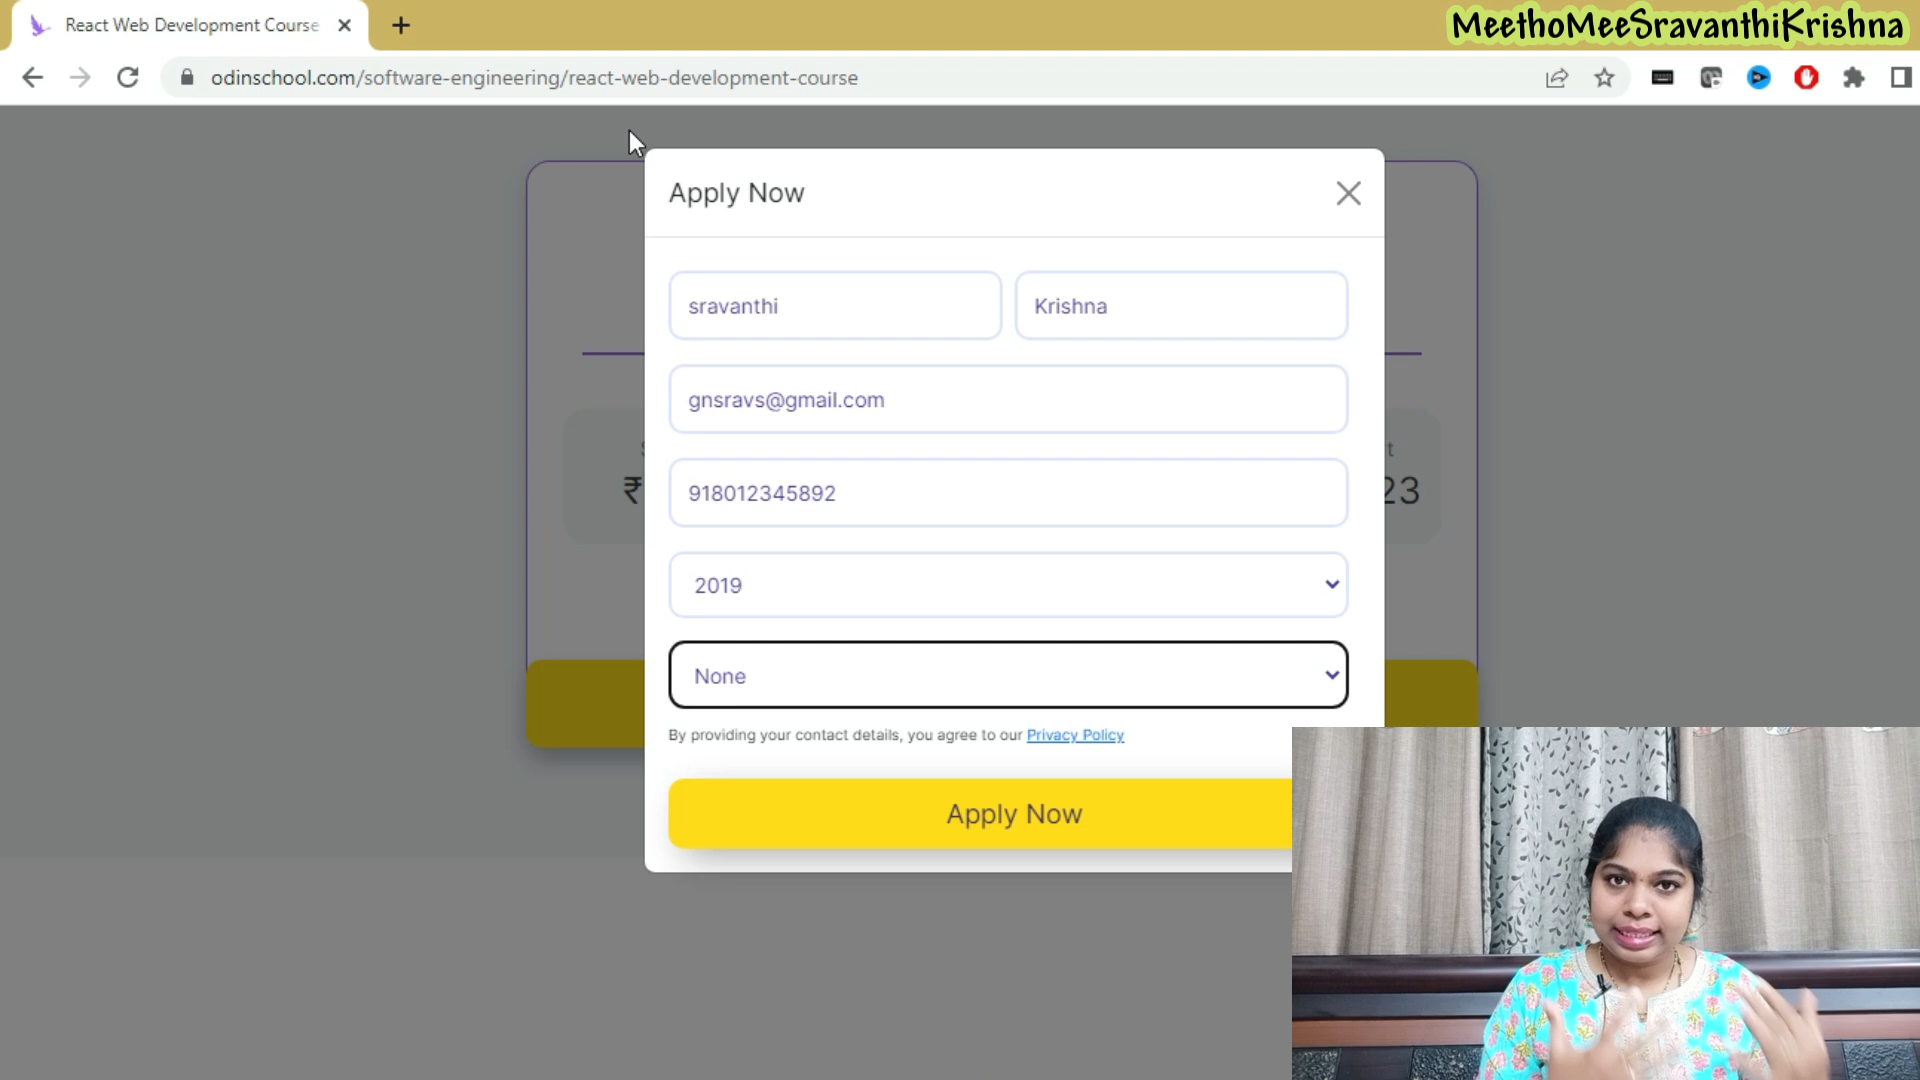 React Web Development Course
MeethoMeeSravanthiKrishna
odinschool.com/software-engineering/react-web-development-course
Apply Now
sravanthi
Krishna
gnsravs@gmail.com
918012345892
₹
23
2019
None
By providing your contact details, you agree to our Privacy Policy
Apply Now